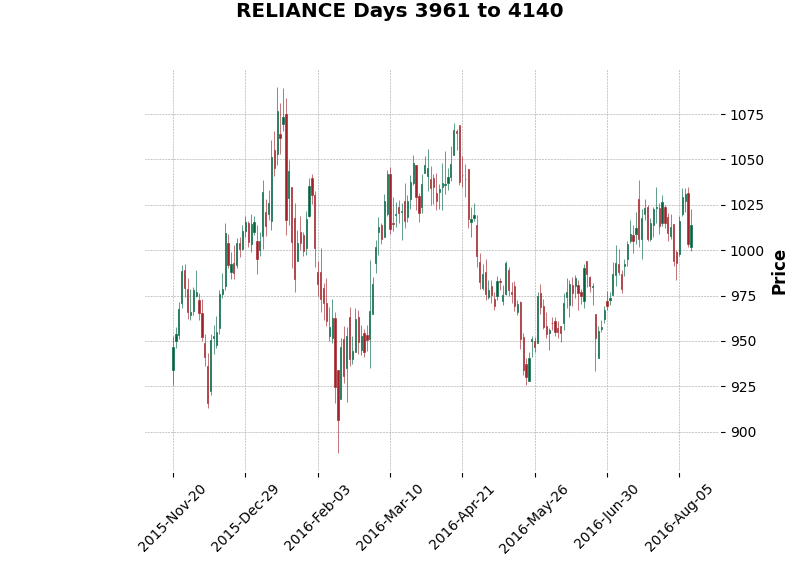 RELIANCE Days 3961 to 4140
1075
1050
1025
1000
975
950
925
900
Price
2015-Nov-20
2015-Dec-29
2016-Feb-03
2016-Mar-10
2016-Apr-21
2016-May-26
2016-Jun-30
2016-Aug-05